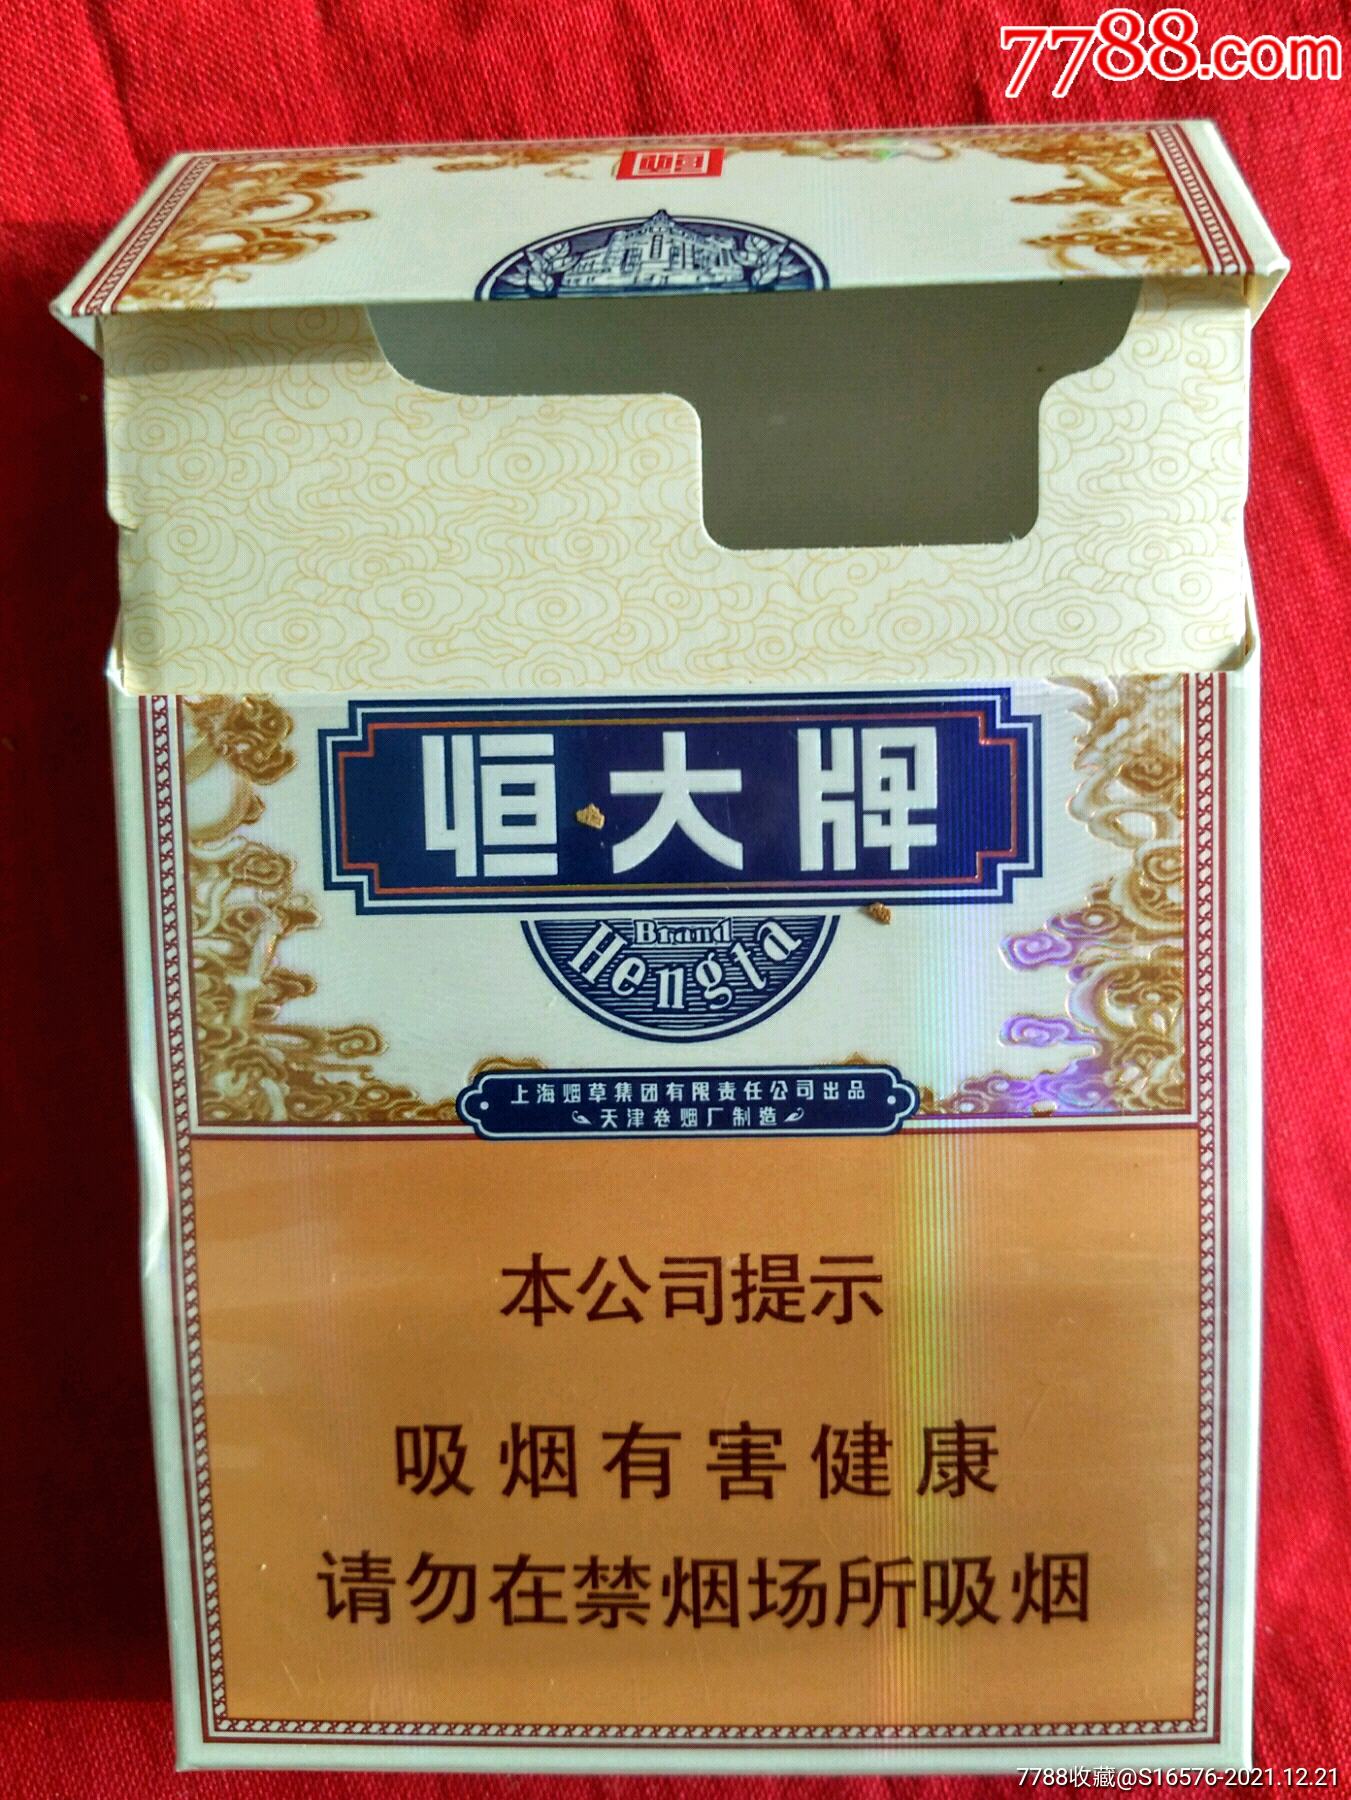 7788.com
恒大牌
Brand
Hengta
上海烟草集团有限责任公司出品
天津卷烟厂制造
本公司提示
吸烟有害健康
请勿在禁烟场所吸烟
7788收藏@S16576-2021.12.21